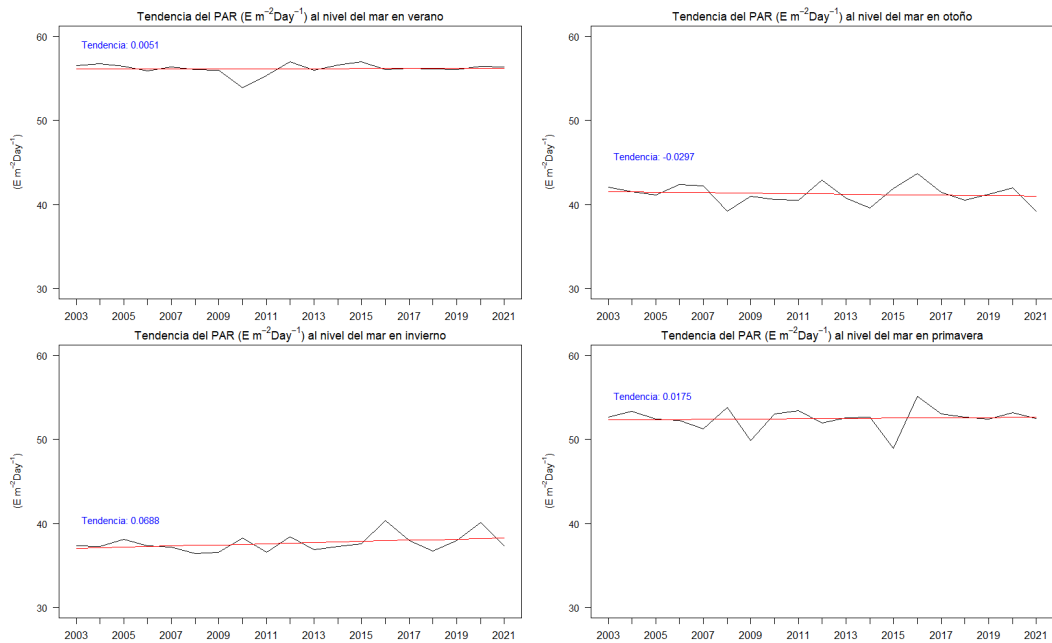 Tendencia del PAR (E m⁻²Day⁻¹) al nivel del mar en verano
60
50
40
30
(E m⁻²Day⁻¹)
Tendencia: 0.0051
2003 2005 2007 2009 2011 2013 2015 2017 2019 2021
Tendencia del PAR (E m⁻²Day⁻¹) al nivel del mar en otoño
60
50
40
30
(E m⁻²Day⁻¹)
Tendencia: -0.0297
2003 2005 2007 2009 2011 2013 2015 2017 2019 2021
Tendencia del PAR (E m⁻²Day⁻¹) al nivel del mar en invierno
60
50
40
30
(E m⁻²Day⁻¹)
Tendencia: 0.0688
2003 2005 2007 2009 2011 2013 2015 2017 2019 2021
Tendencia del PAR (E m⁻²Day⁻¹) al nivel del mar en primavera
60
50
40
30
(E m⁻²Day⁻¹)
Tendencia: 0.0175
2003 2005 2007 2009 2011 2013 2015 2017 2019 2021